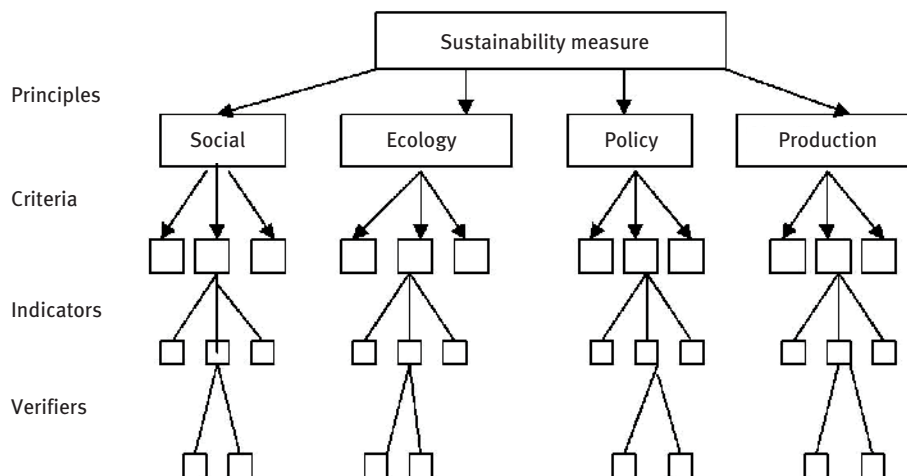 Sustainability measure
Principles
Social
Ecology
Policy
Production
Criteria
Indicators
Verifiers